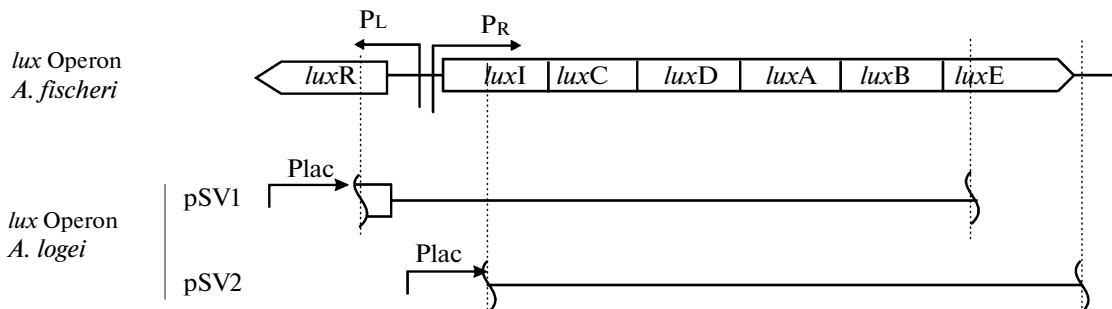 PL PR
lux Operon
A. fischeri
luxR luxI luxC luxD luxA luxB luxE
Plac
pSV1
lux Operon
A. logei
Plac
pSV2